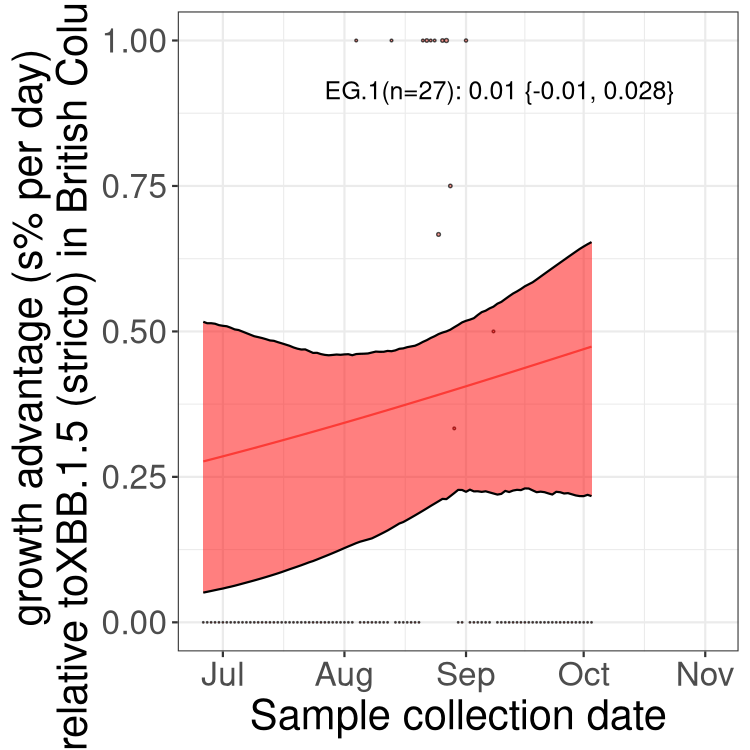 growth advantage (s% per day)
relative toXBB.1.5 (stricto) in British Colu
1.00
0.75
0.50
0.25
0.00
EG.1(n=27): 0.01 {-0.01, 0.028}
Jul Aug Sep Oct Nov
Sample collection date